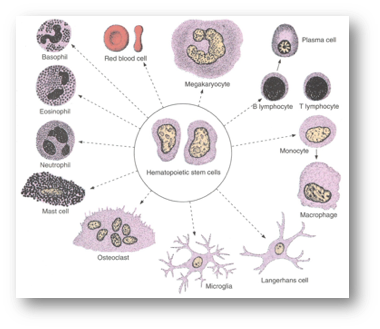 Basophil
Red blood cell
Megakaryocyte
Plasma cell
Eosinophil
B lymphocyte
T lymphocyte
Neutrophil
Hematopoietic stem cells
Monocyte
Mast cell
Macrophage
Osteoclast
Microglia
Langerhans cell